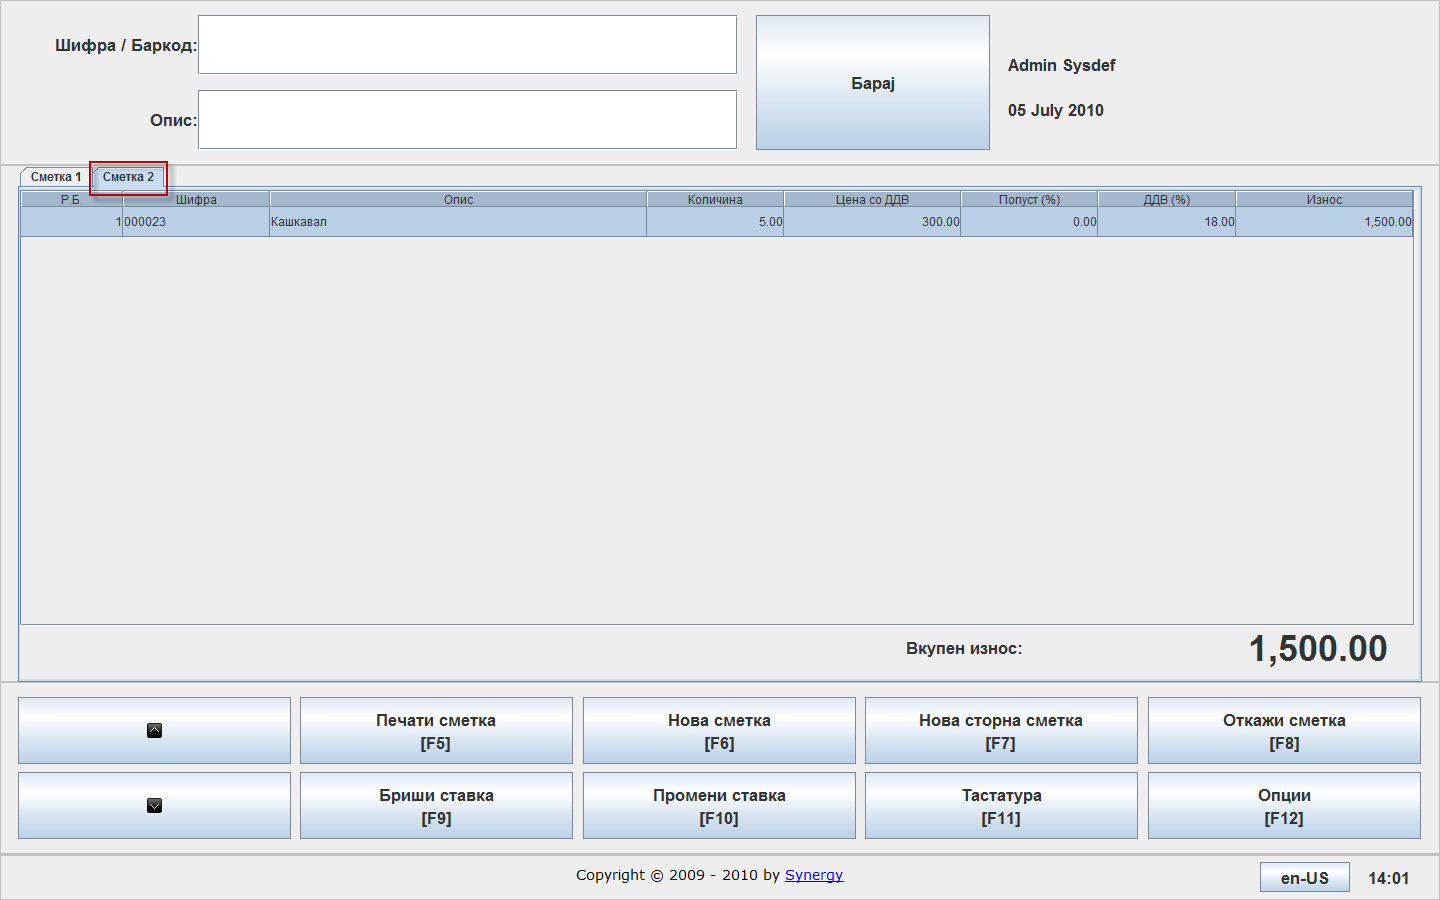 Шифра / Баркод:
Барај
Admin Sysdef
Опис:
05 July 2010
Сметка 1 Сметка 2
Р.Б. Шифра Опис Количина Цена со ДДВ Попуст (%) ДДВ (%) Износ
1 000023 Кашкавал 5.00 300.00 0.00 18.00 1,500.00
Вкупен износ: 1,500.00
Печати сметка Нова сметка Нова сторна сметка Откажи сметка
[F5] [F6] [F7] [F8]
Бриши ставка Промени ставка Тастатура Опции
[F9] [F10] [F11] [F12]
Copyright © 2009 - 2010 by Synergy en-US 14:01